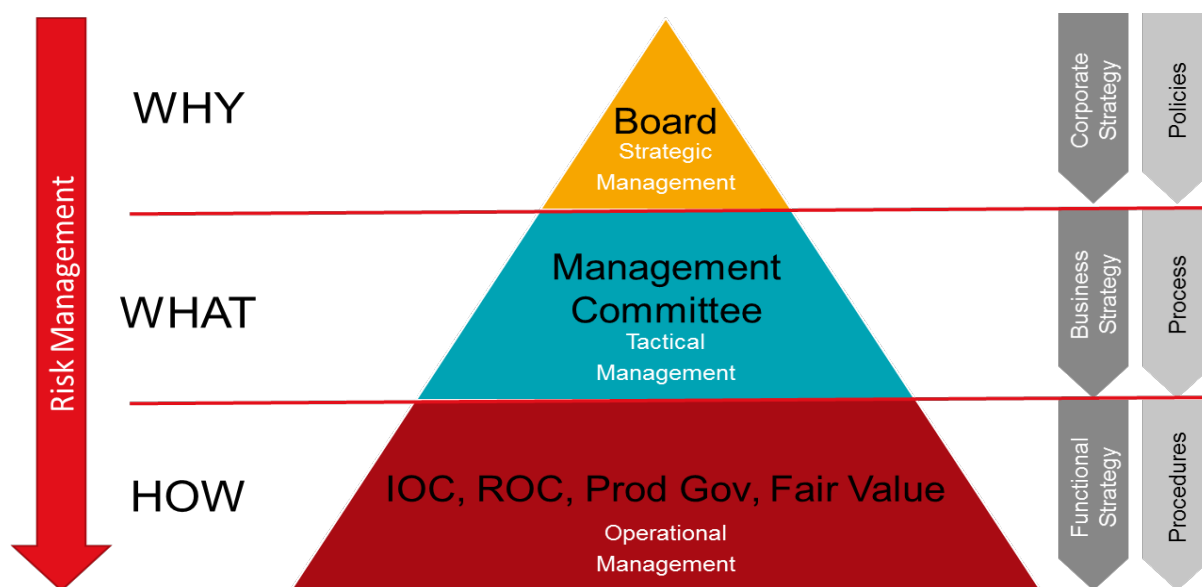 Risk Management
WHY
Board
Strategic
Management
Corporate
Strategy
Policies
WHAT
Management
Committee
Tactical
Management
Business
Strategy
Process
HOW
IOC, ROC, Prod Gov, Fair Value
Operational
Management
Functional
Strategy
Procedures